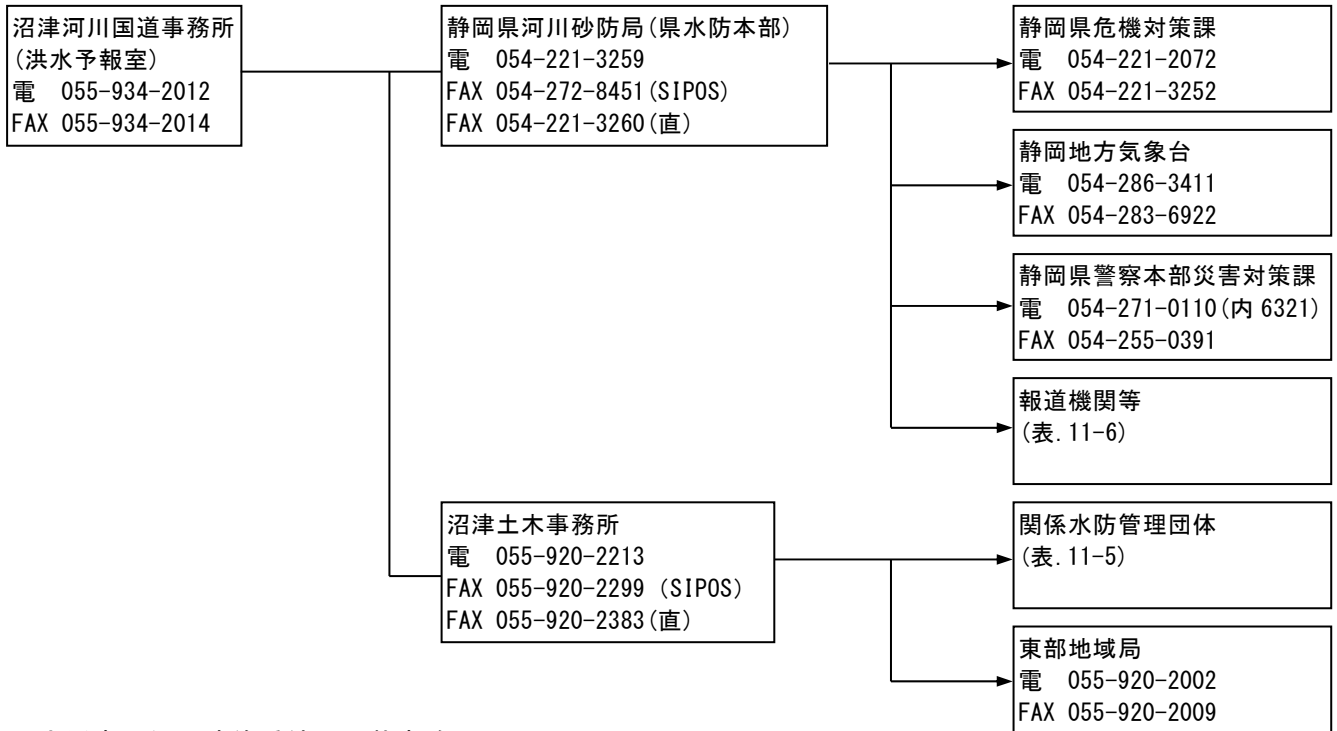 沼津河川国道事務所
(洪水予報室)
電 055-934-2012
FAX 055-934-2014
静岡県河川砂防局(県水防本部)
電 054-221-3259
FAX 054-272-8451(SIPOS)
FAX 054-221-3260(直)
静岡県危機対策課
電 054-221-2072
FAX 054-221-3252
静岡地方気象台
電 054-286-3411
FAX 054-283-6922
静岡県警察本部災害対策課
電 054-271-0110(内 6321)
FAX 054-255-0391
報道機関等
(表.11-6)
沼津土木事務所
電 055-920-2213
FAX 055-920-2299 (SIPOS)
FAX 055-920-2383(直)
関係水防管理団体
(表.11-5)
東部地域局
電 055-920-2002
FAX 055-920-2009